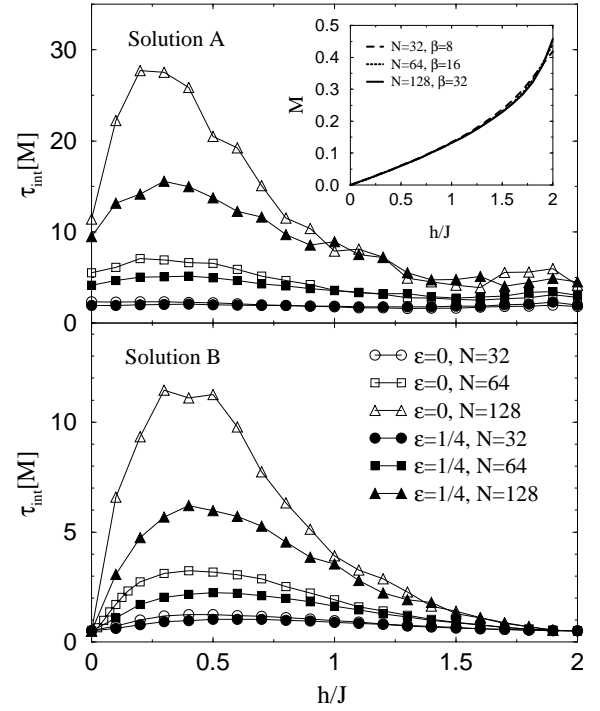 35
Solution A
30
20
10
0
τint[M]
0.5
0.4
0.3
0.2
0.1
0.0
M
N=32, β=8
N=64, β=16
N=128, β=32
0
0.5
1
1.5
2
h/J
Solution B
10
5
0
τint[M]
ε=0, N=32
ε=0, N=64
ε=0, N=128
ε=1/4, N=32
ε=1/4, N=64
ε=1/4, N=128
0
0.5
1
1.5
2
h/J